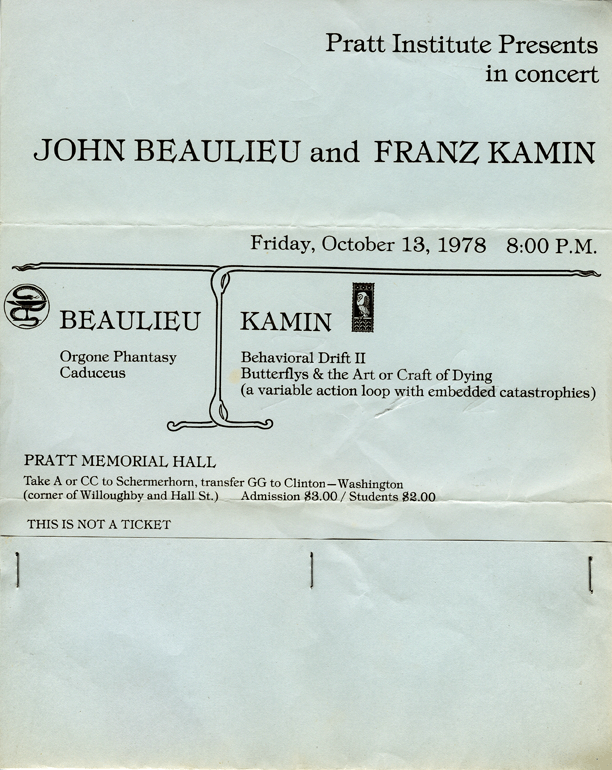 Pratt Institute Presents
in concert
JOHN BEAULIEU and FRANZ KAMIN
Friday, October 13, 1978 8:00 P.M.
BEAULIEU
Orgone Phantasy
Caduceus
KAMIN
Behavioral Drift II
Butterflys & the Art or Craft of Dying
(a variable action loop with embedded catastrophies)
PRATT MEMORIAL HALL
Take A or CC to Schermerhorn, transfer GG to Clinton—Washington
(corner of Willoughby and Hall St.) Admission $3.00 / Students $2.00
THIS IS NOT A TICKET